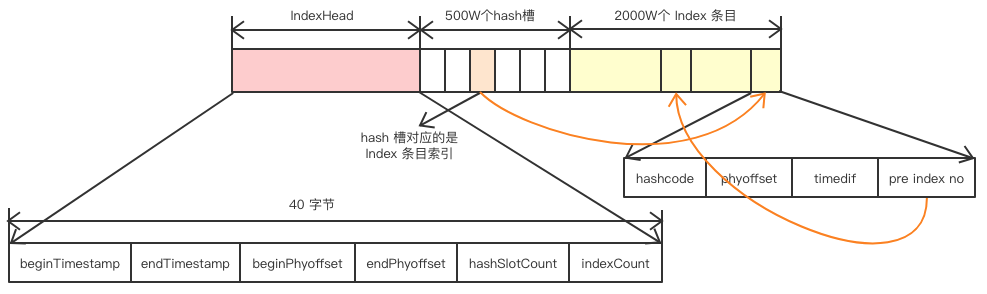 IndexHead
500W个hash槽
2000W个 Index 条目
hash 槽对应的是
Index 条目索引
hashcode
phyoffset
timedif
pre index no
40 字节
beginTimestamp
endTimestamp
beginPhyoffset
endPhyoffset
hashSlotCount
indexCount